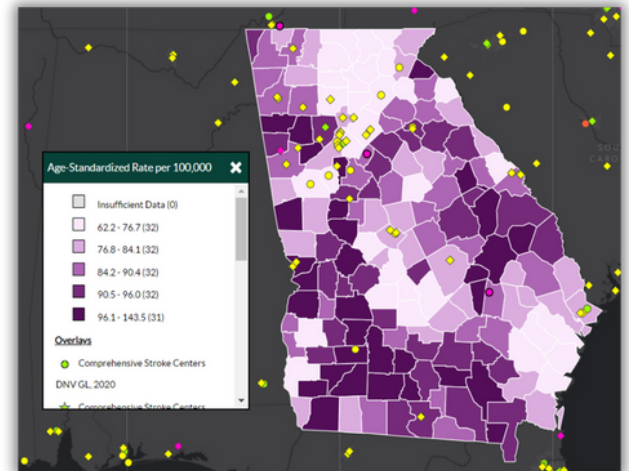 Age-Standardized Rate per 100,000
Insufficient Data (0)
62.2 - 76.7 (32)
76.8 - 84.1 (32)
84.2 - 90.4 (32)
90.5 - 96.0 (32)
96.1 - 143.5 (31)
Overlays
Comprehensive Stroke Centers
DNV GL, 2020
Comprehensive Stroke Centers